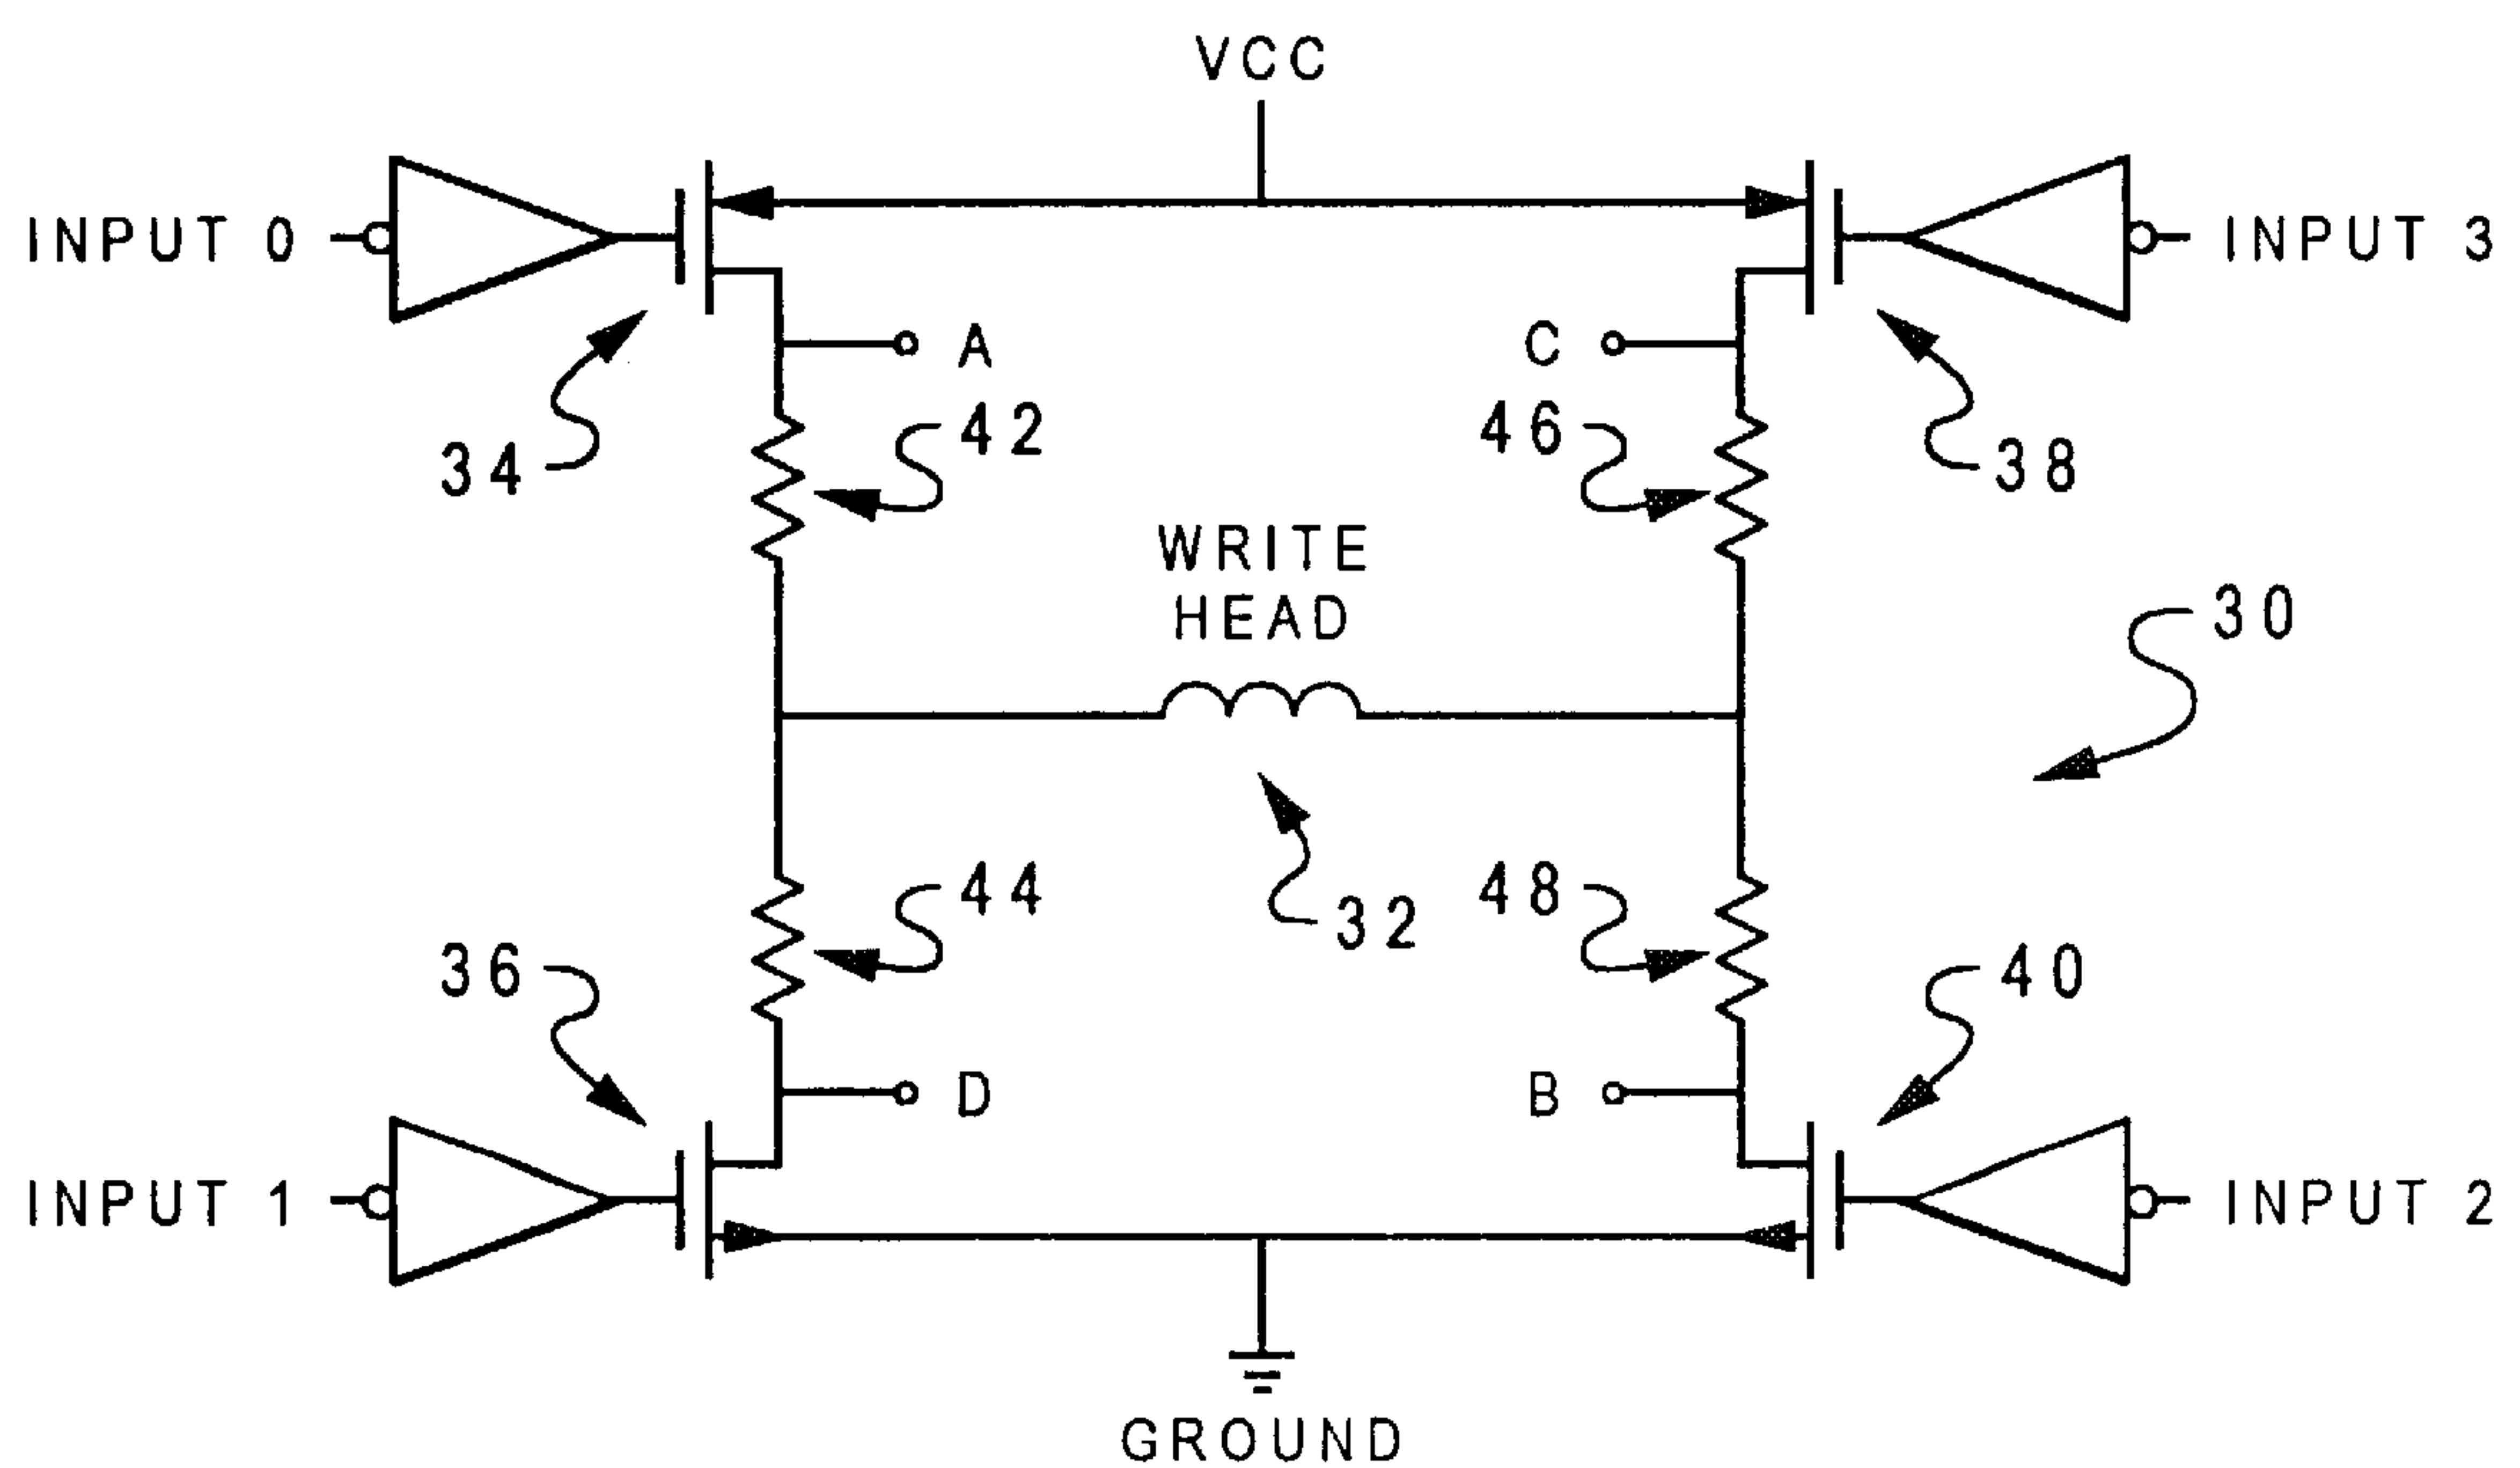 VCC
INPUT 0
INPUT 3
A
C
42
46
34
38
WRITE
HEAD
30
44
48
32
36
40
D
B
INPUT 1
INPUT 2
GROUND